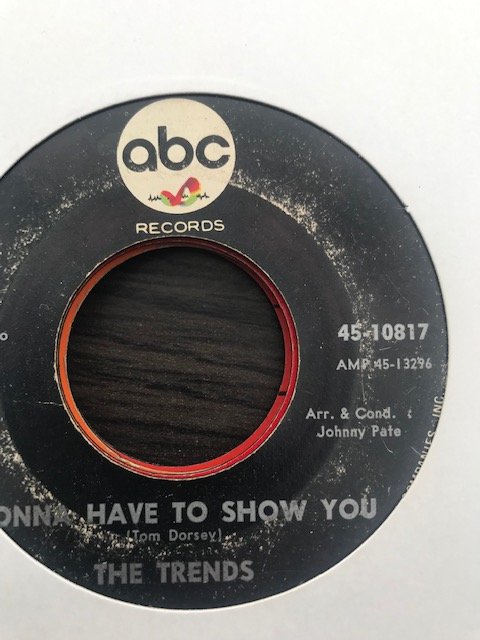 abc
RECORDS
45-10817
AMP 45-13296
Arr. & Cond. :
Johnny Pate
ONNA HAVE TO SHOW YOU
(Tom Dorsey)
THE TRENDS